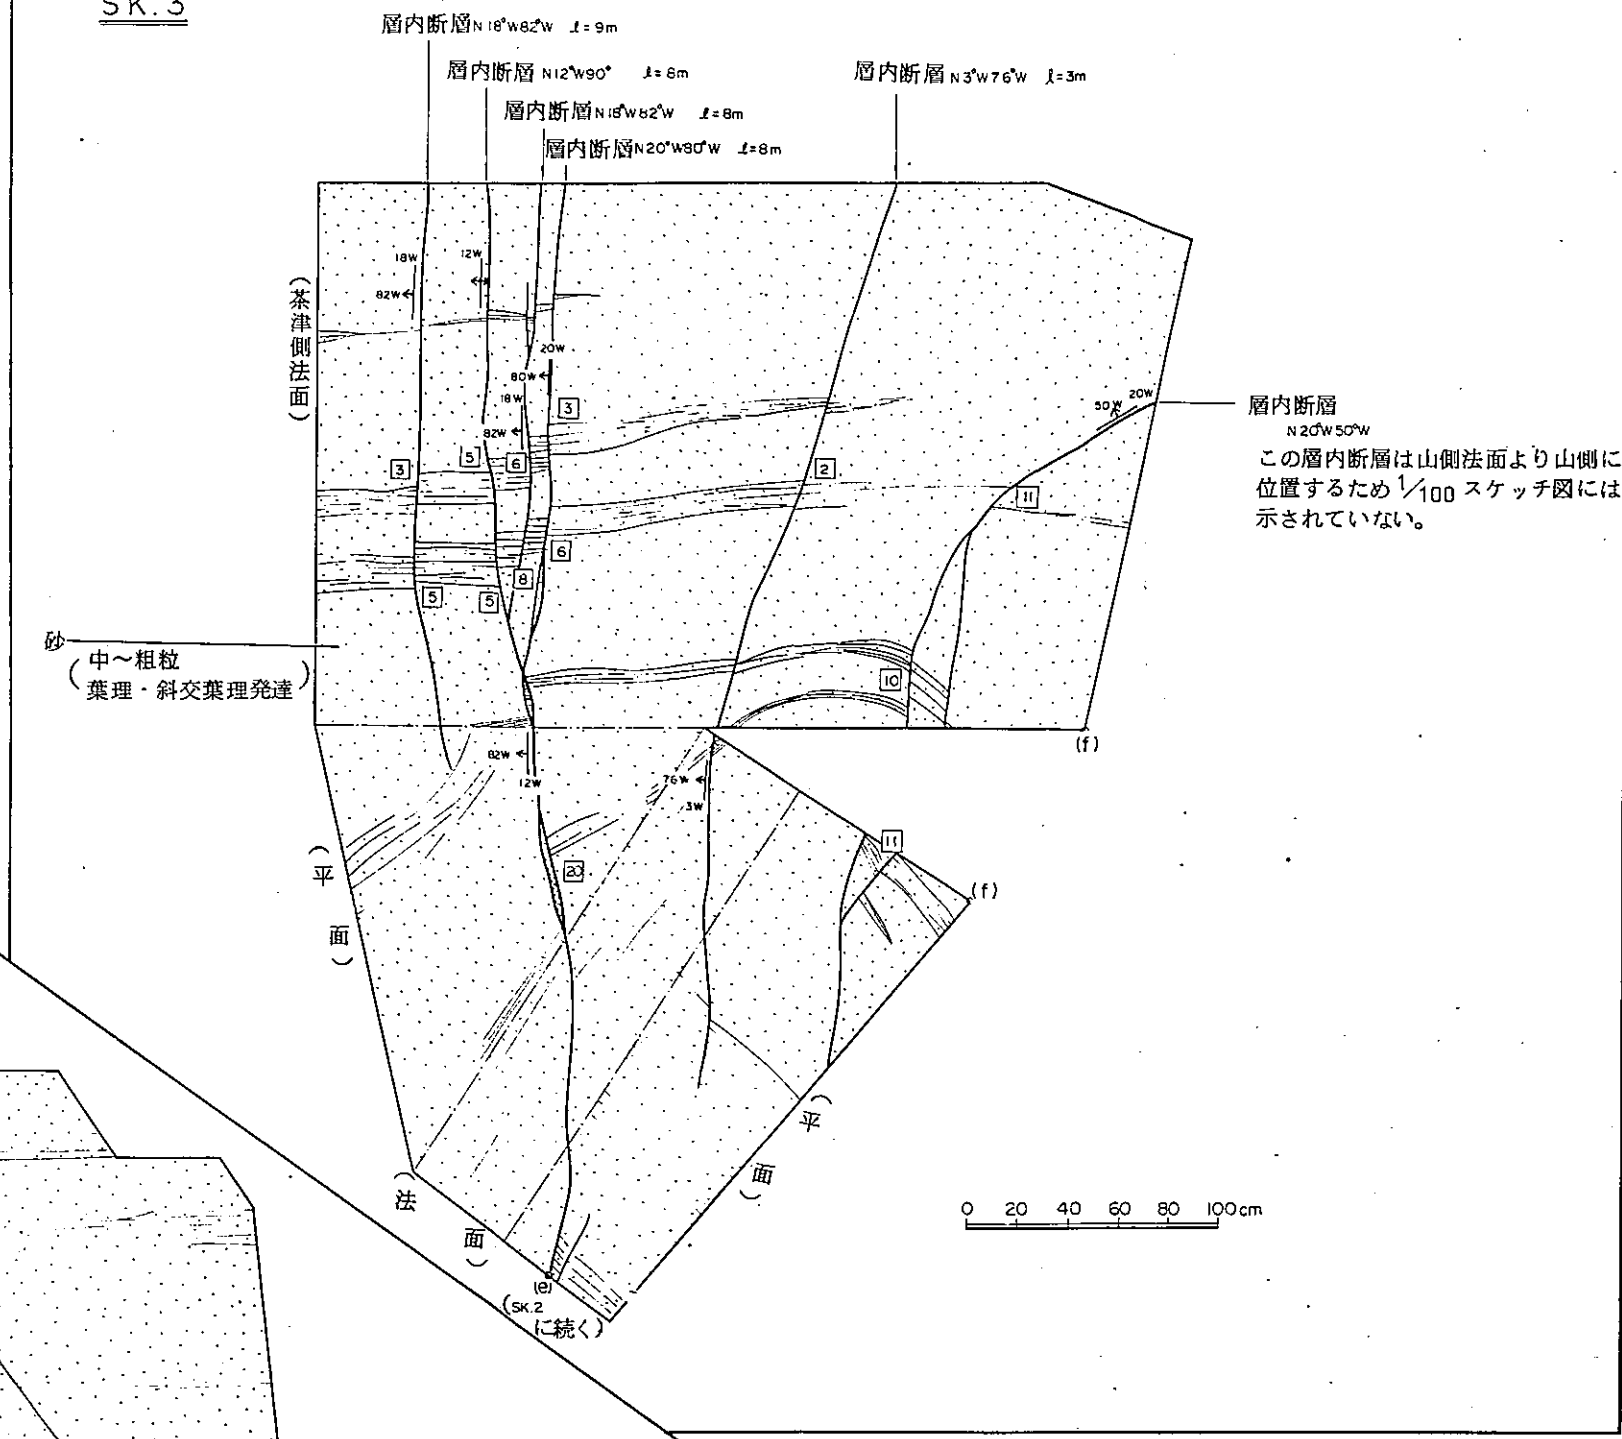 SK.3
層内断層N18°W82°W l=9m
層内断層 N12°W90° l=8m
層内断層 N18°W82°W l=8m
層内断層N20°W80°W l=8m
層内断層 N3°W76°W l=3m
(茶津側法面)
18W
82W
12W
20W
80W
18W
82W
3
3
5
6
2
6
8
5
5
10
11
50W
20W
層内断層
N20°W50°W
この層内断層は山側法面より山側に
位置するため1/100スケッチ図には
示されていない。
砂
(中~粗粒
葉理・斜交葉理発達)
(f)
82W
12W
76W
3W
20
11
(f)
(平面)
(平面)
(法面)
(e)
(SK.2
に続く)
0 20 40 60 80 100cm